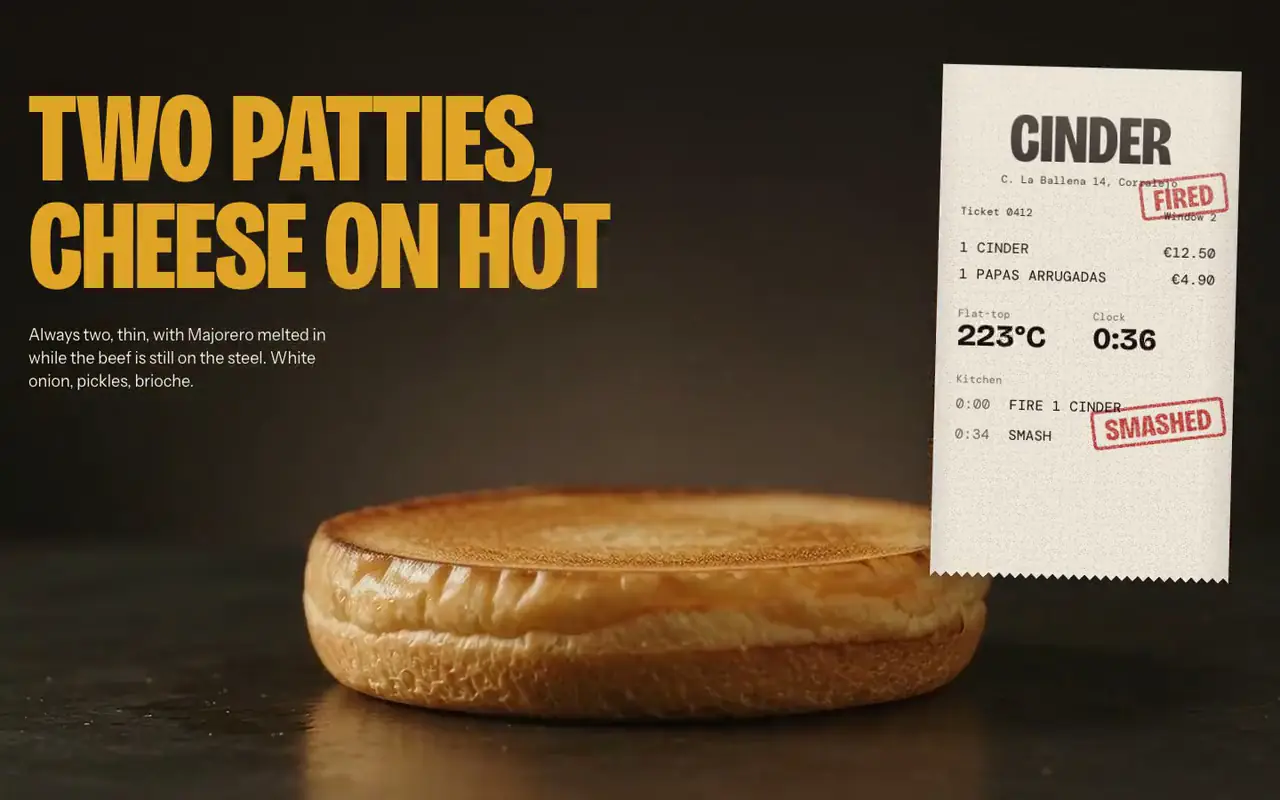 TWO PATTIES,
CHEESE ON HOT
Always two, thin, with Majorero melted in
while the beef is still on the steel. White
onion, pickles, brioche.
CINDER
C. La Ballena 14, Corralejo
FIRED
Ticket 0412 Window 2
1 CINDER €12.50
1 PAPAS ARRUGADAS €4.90
Flat-top Clock
223°C 0:36
Kitchen
0:00 FIRE 1 CINDER
SMASHED
0:34 SMASH